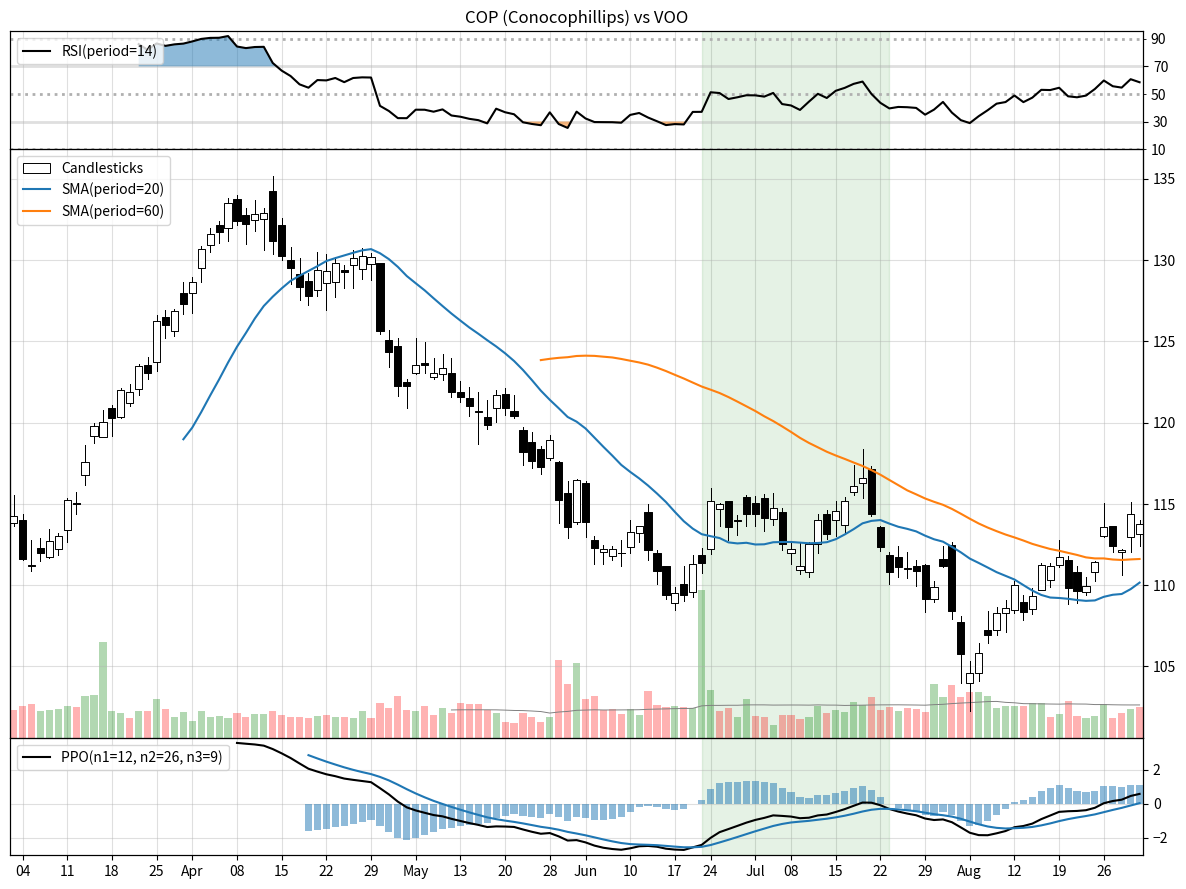 COP (Conocophillips) vs VOO
RSI(period=14)
90
70
50
30
10
Candlesticks
SMA(period=20)
SMA(period=60)
135
130
125
120
115
110
105
PPO(n1=12, n2=26, n3=9)
2
0
−2
04 11 18 25 Apr 08 15 22 29 May 13 20 28 Jun 10 17 24 Jul 08 15 22 29 Aug 12 19 26